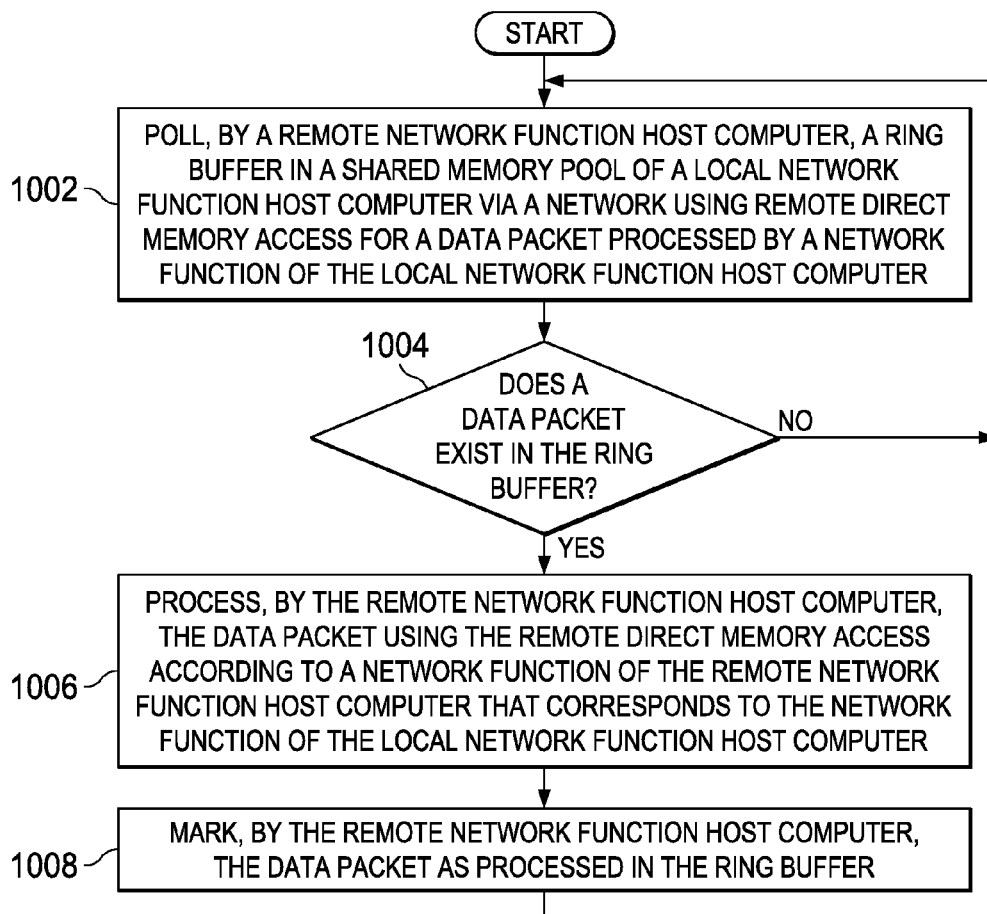 START
1002
POLL, BY A REMOTE NETWORK FUNCTION HOST COMPUTER, A RING
BUFFER IN A SHARED MEMORY POOL OF A LOCAL NETWORK
FUNCTION HOST COMPUTER VIA A NETWORK USING REMOTE DIRECT
MEMORY ACCESS FOR A DATA PACKET PROCESSED BY A NETWORK
FUNCTION OF THE LOCAL NETWORK FUNCTION HOST COMPUTER
1004
DOES A
DATA PACKET
EXIST IN THE RING
BUFFER?
NO
YES
1006
PROCESS, BY THE REMOTE NETWORK FUNCTION HOST COMPUTER,
THE DATA PACKET USING THE REMOTE DIRECT MEMORY ACCESS
ACCORDING TO A NETWORK FUNCTION OF THE REMOTE NETWORK
FUNCTION HOST COMPUTER THAT CORRESPONDS TO THE NETWORK
FUNCTION OF THE LOCAL NETWORK FUNCTION HOST COMPUTER
1008
MARK, BY THE REMOTE NETWORK FUNCTION HOST COMPUTER,
THE DATA PACKET AS PROCESSED IN THE RING BUFFER